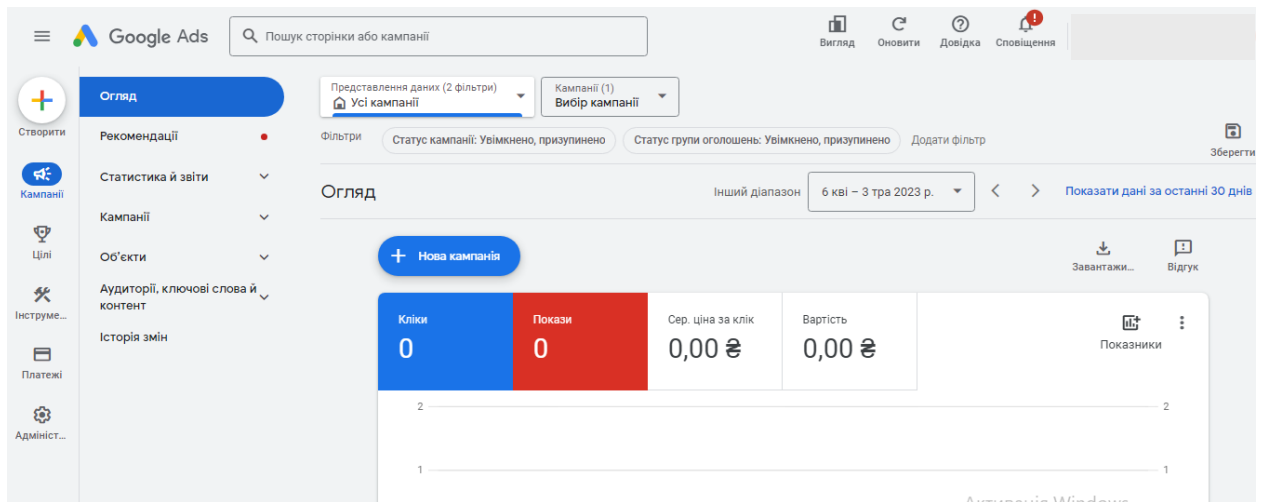 Google Ads
Пошук сторінки або кампанії
Вигляд
Оновити
Довідка
Сповіщення
Створити
Кампанії
Цілі
Інструме...
Платежі
Адмініст...
Огляд
Рекомендації
Статистика й звіти
Кампанії
Об'єкти
Аудиторії, ключові слова й
контент
Історія змін
Представлення даних (2 фільтри)
Усі кампанії
Кампанії (1)
Вибір кампанії
Фільтри
Статус кампанії: Увімкнено, призупинено
Статус групи оголошень: Увімкнено, призупинено
Додати фільтр
Зберегти
Огляд
Інший діапазон
6 кві – 3 тра 2023 р.
Показати дані за останні 30 днів
Нова кампанія
Завантажи...
Відгук
Кліки
0
Покази
0
Сер. ціна за клік
0,00 ₴
Вартість
0,00 ₴
Показники
2
2
1
1